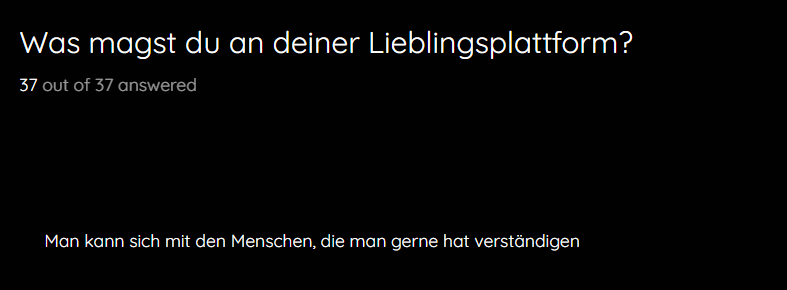 Was magst du an deiner Lieblingsplattform?
37 out of 37 answered
Man kann sich mit den Menschen, die man gerne hat verständigen